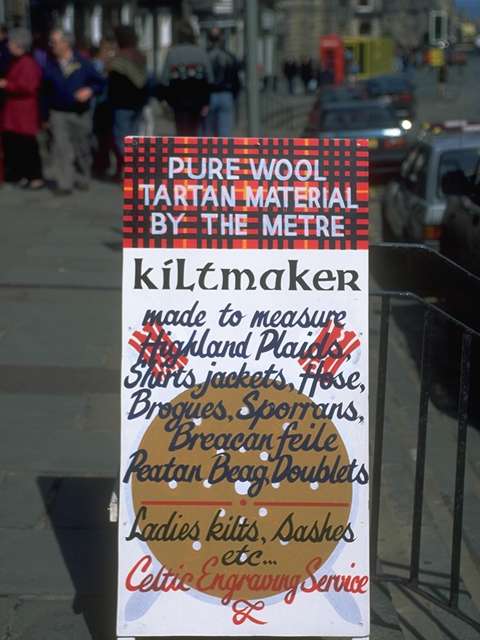 PURE WOOL
TARTAN MATERIAL
BY THE METRE
kiltmaker
made to measure
Highland Plaids,
Shirts, jackets, Hose,
Brogues, Sporrans,
Breacan feile
Peatan Beag, Doublets
Ladies kilts, Sashes
etc...
Celtic Engraving Service